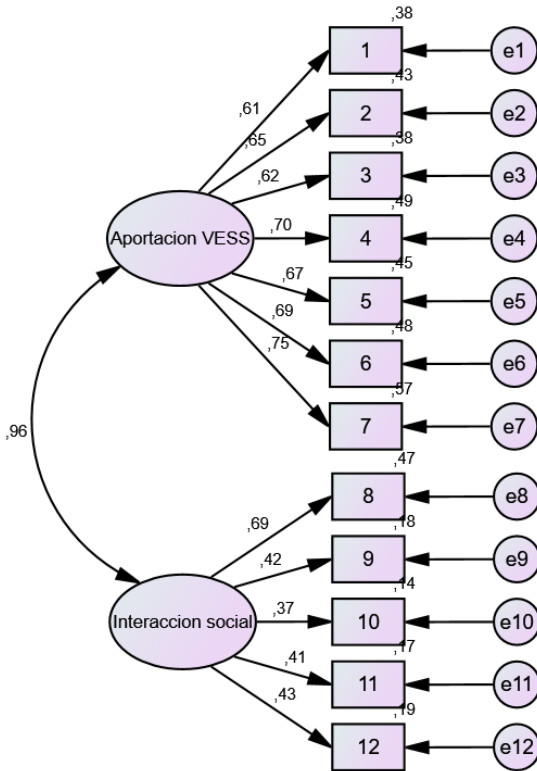 ,38
1
e1
,61
,43
2
e2
,65
,38
3
e3
,62
,49
4
e4
,70
Aportacion VESS
,45
5
e5
,67
,48
6
e6
,69
,57
7
e7
,75
,96
,47
8
e8
,69
,18
9
e9
,42
,14
10
e10
,37
Interaccion social
,17
11
e11
,41
,19
12
e12
,43